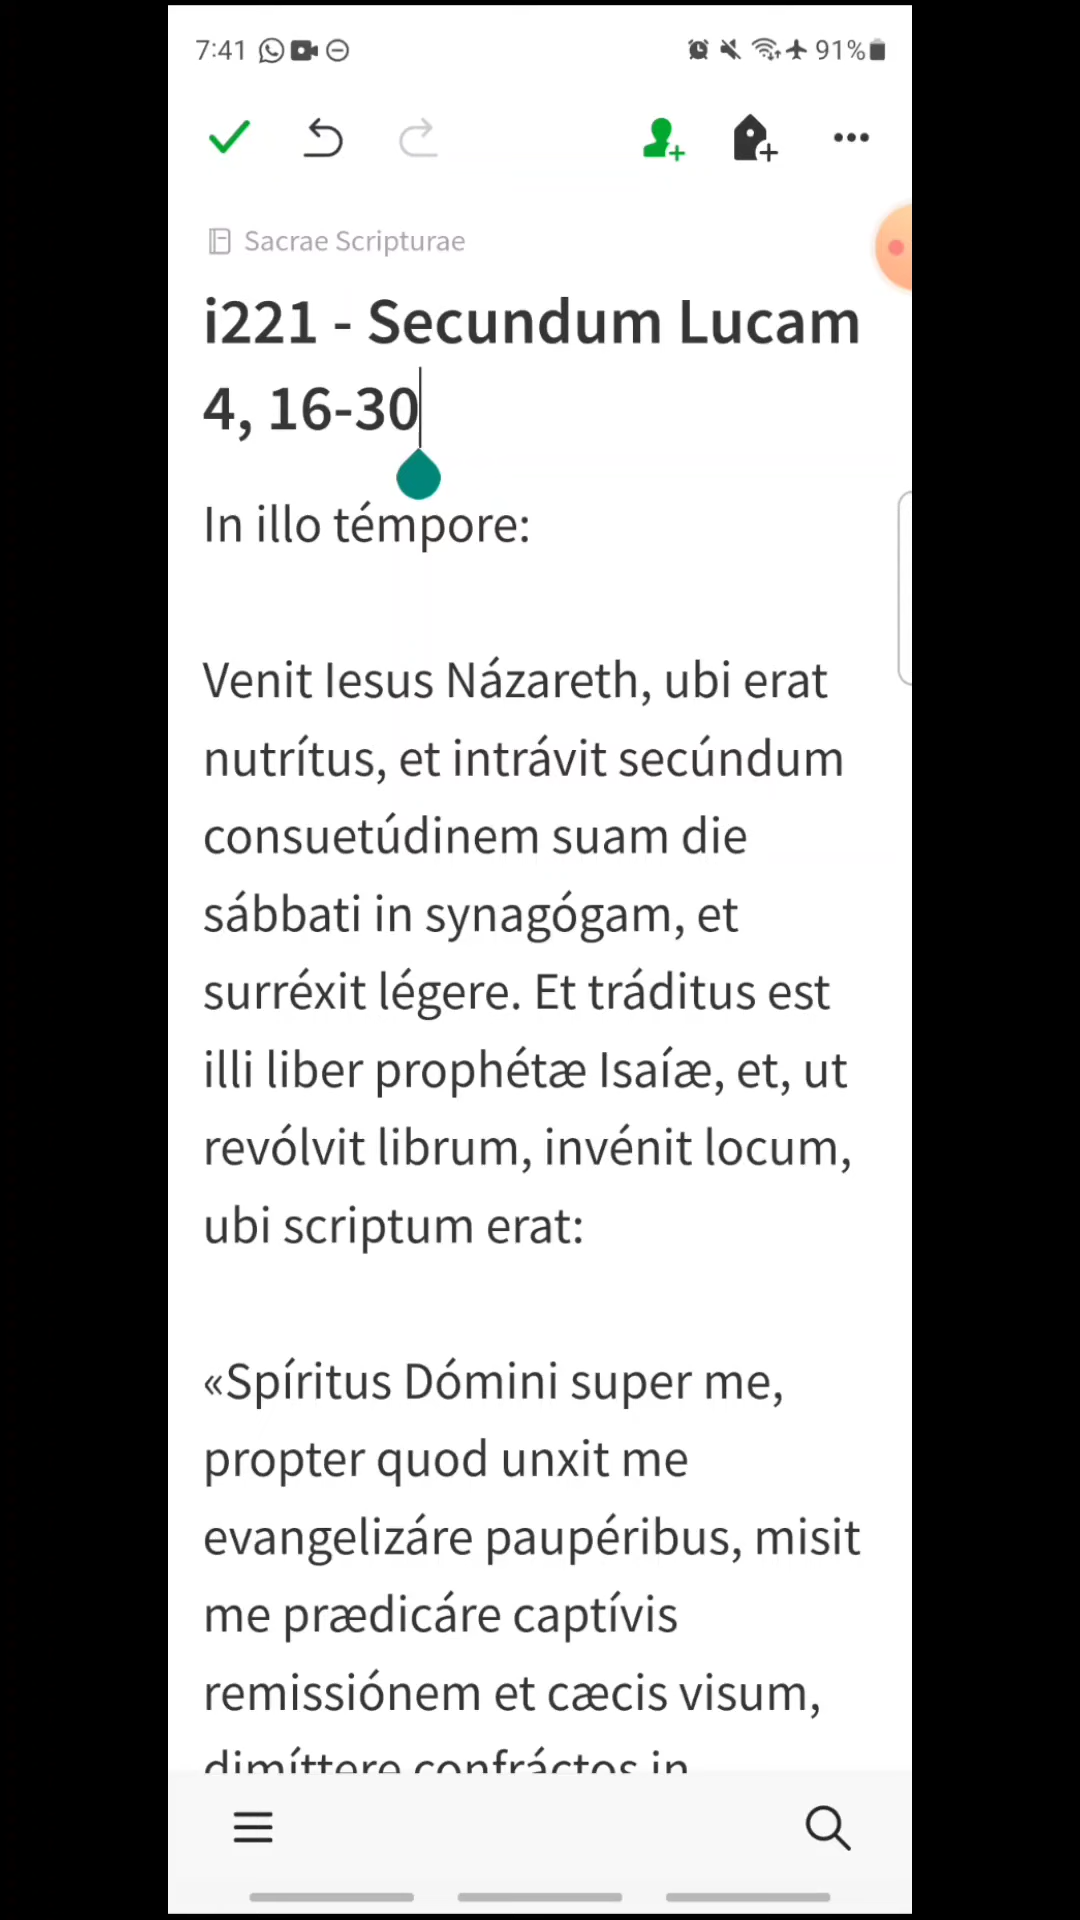 7:41 91%
Sacrae Scripturae
i221 - Secundum Lucam
4, 16-30
In illo témpore:
Venit Iesus Názareth, ubi erat
nutrítus, et intrávit secúndum
consuetúdinem suam die
sábbati in synagógam, et
surréxit légere. Et tráditus est
illi liber prophétæ Isaíæ, et, ut
revólvit librum, invénit locum,
ubi scriptum erat:
«Spíritus Dómini super me,
propter quod unxit me
evangelizáre paupéribus, misit
me prædicáre captívis
remissiónem et cæcis visum,
dimíttere confráctos in